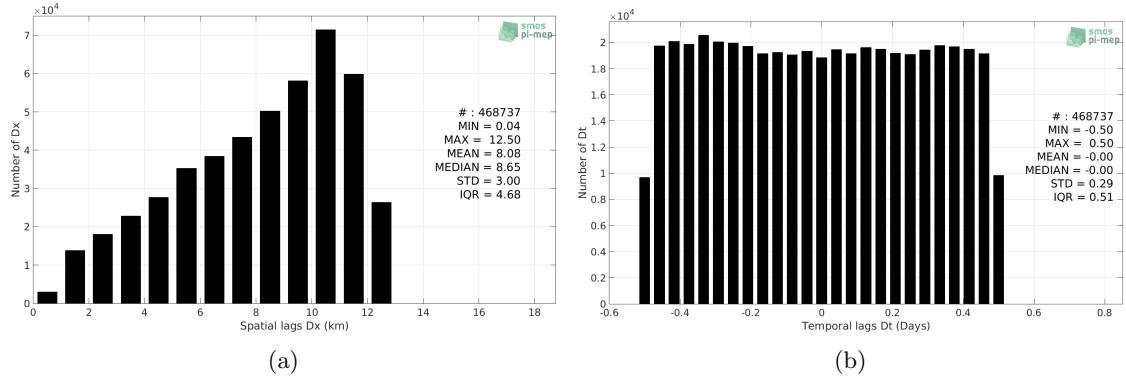 ×10⁴
7
6
5
4
3
2
1
0
Number of Dx
0 2 4 6 8 10 12 14 16 18
Spatial lags Dx (km)
smos
pi-mep
# : 468737
MIN = 0.04
MAX = 12.50
MEAN = 8.08
MEDIAN = 8.65
STD = 3.00
IQR = 4.68
(a)
×10⁴
2
1.8
1.6
1.4
1.2
1
0.8
0.6
0.4
0.2
0
Number of Dt
-0.6 -0.4 -0.2 0 0.2 0.4 0.6 0.8
Temporal lags Dt (Days)
smos
pi-mep
# : 468737
MIN = -0.50
MAX = 0.50
MEAN = -0.00
MEDIAN = -0.00
STD = 0.29
IQR = 0.51
(b)